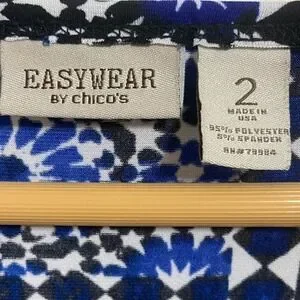 EASYWEAR
BY chico's
2
MADE IN
USA
95% POLYESTER
5% SPANDEX
RN#79984